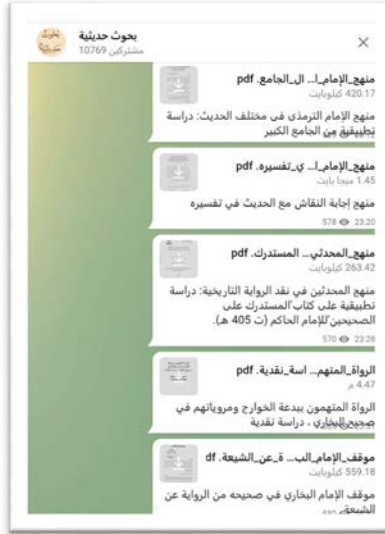 بحوث حديثية
مشتركين 10769
منهج_الإمام_ا... ال_الجامع. pdf
420.17 كيلوبايت
منهج الإمام الترمذي في مختلف الحديث: دراسة
تطبيقية من الجامع الكبير
منهج_الإمام_ا... ي_تفسيره. pdf
1.45 ميجا بايت
منهج إجابة النقاش مع الحديث في تفسيره
578 23:20
منهج_المحدثي... المستدرك. pdf
263.42 كيلوبايت
منهج المحدثين في نقد الرواية التاريخية: دراسة
تطبيقية على كتاب المستدرك على
الصحيحين للإمام الحاكم (ت 405 هـ).
570 23:28
الرواة_المتهم... اسة_نقدية. pdf
4.47 م
الرواة المتهمون ببدعة الخوارج ومروياتهم في
صحيح البخاري ، دراسة نقدية
موقف_الإمام_الب... ة_عن_الشيعة. df
559.18 كيلوبايت
موقف الإمام البخاري في صحيحه من الرواية عن
الشيعة